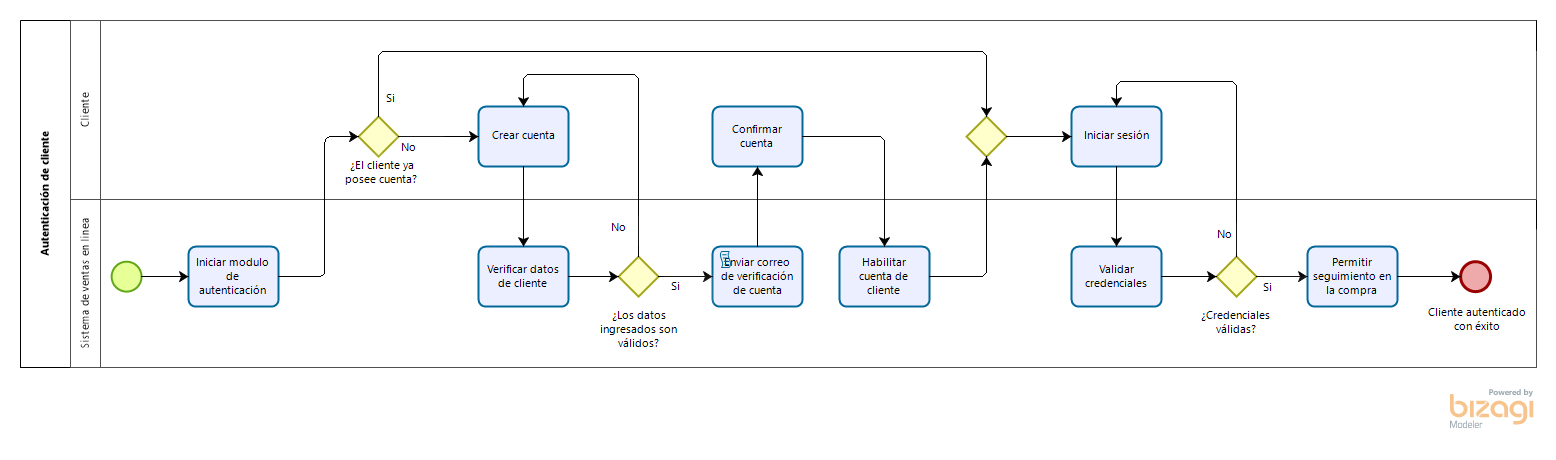 Autenticación de cliente
Cliente
Si
No
¿El cliente ya
posee cuenta?
Crear cuenta
Confirmar
cuenta
Iniciar sesión
Sistema de ventas en linea
Iniciar modulo
de
autenticación
Verificar datos
de cliente
No
Si
¿Los datos
ingresados son
válidos?
Enviar correo
de verificación
de cuenta
Habilitar
cuenta de
cliente
Validar
credenciales
No
Si
¿Credenciales
válidas?
Permitir
seguimiento en
la compra
Cliente autenticado
con éxito
Powered by
bizagi
Modeler